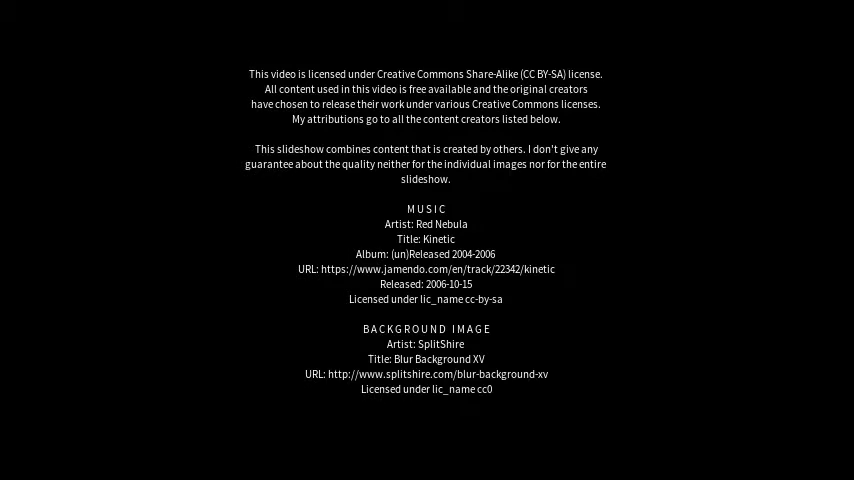 This video is licensed under Creative Commons Share-Alike (CC BY-SA) license.
All content used in this video is free available and the original creators
have chosen to release their work under various Creative Commons licenses.
My attributions go to all the content creators listed below.
This slideshow combines content that is created by others. I don't give any
guarantee about the quality neither for the individual images nor for the entire
slideshow.
MUSIC
Artist: Red Nebula
Title: Kinetic
Album: (un)Released 2004-2006
URL: https://www.jamendo.com/en/track/22342/kinetic
Released: 2006-10-15
Licensed under lic_name cc-by-sa
BACKGROUND IMAGE
Artist: SplitShire
Title: Blur Background XV
URL: http://www.splitshire.com/blur-background-xv
Licensed under lic_name cc0